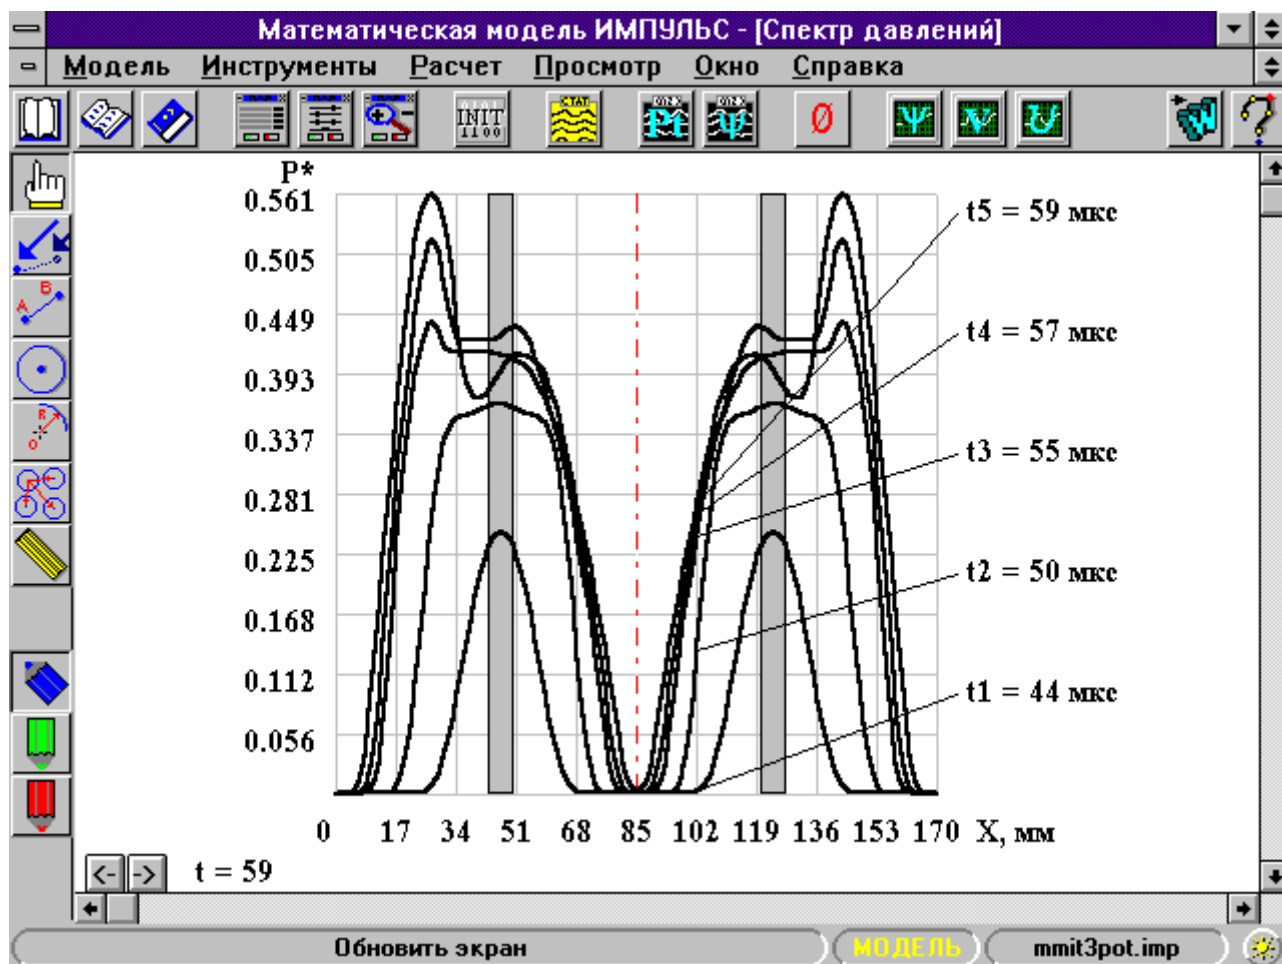 Математическая модель ИМПУЛЬС - [Спектр давлений]
Модель Инструменты Расчет Просмотр Окно Справка
INIT
1100
СТАТ
Pt ψ Ø Ψ V U W ?
P*
0.561
0.505
0.449
0.393
0.337
0.281
0.225
0.168
0.112
0.056
t5 = 59 мкс
t4 = 57 мкс
t3 = 55 мкс
t2 = 50 мкс
t1 = 44 мкс
A B
R
O
0 17 34 51 68 85 102 119 136 153 170 X, мм
<- -> t = 59
Обновить экран МОДЕЛЬ mmit3pot.imp